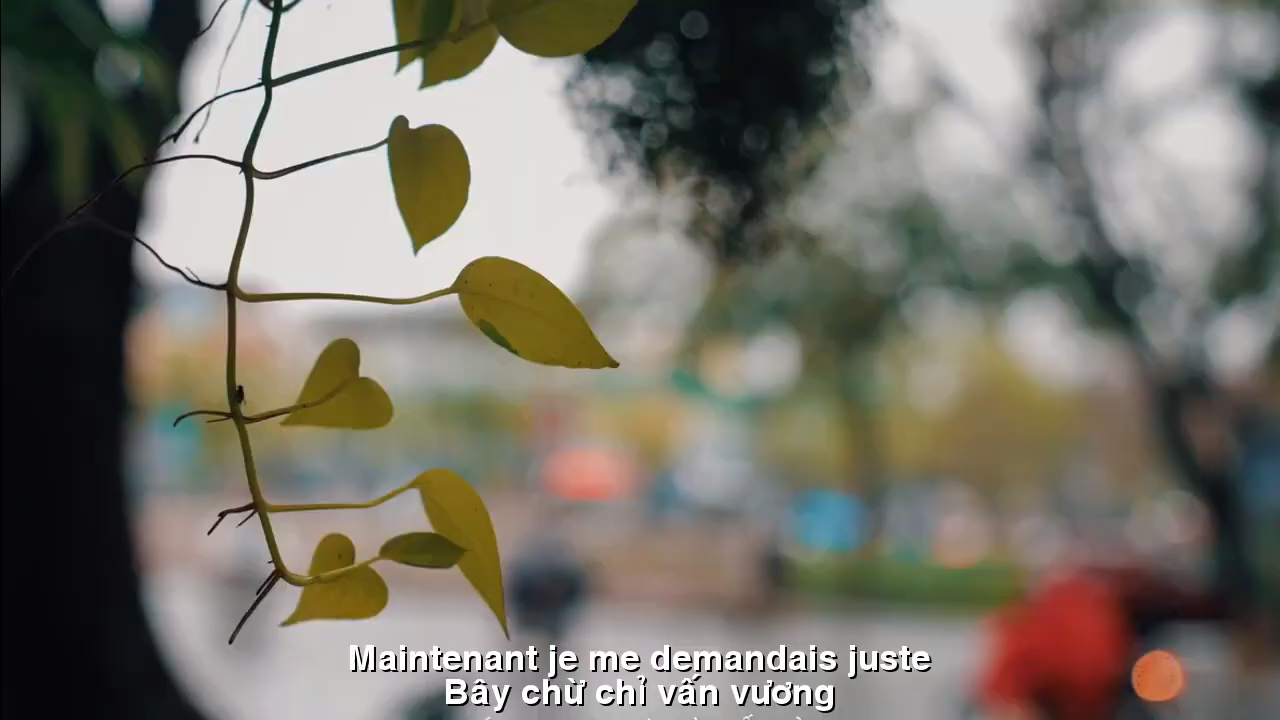 Maintenant je me demandais juste
Bây chừ chỉ vấn vương